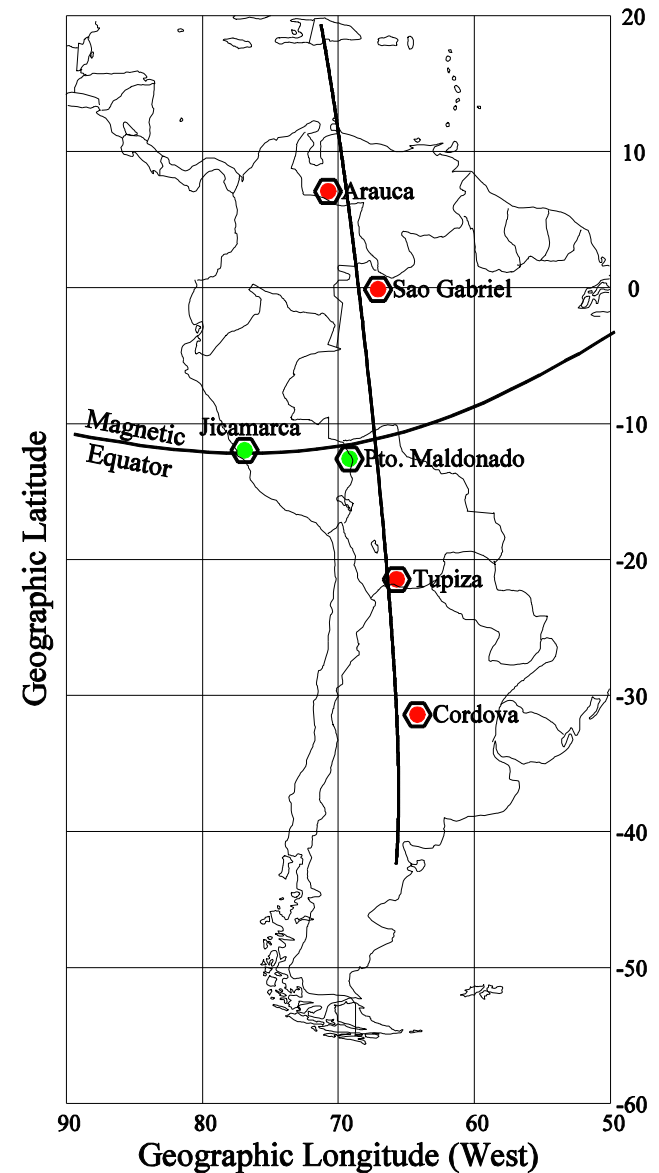 20
10
Arauca
0
Sao Gabriel
Magnetic
Jicamarca
-10
Equator
Pto. Maldonado
-20
Tupiza
-30
Cordova
-40
-50
-60
Geographic Latitude
90 80 70 60 50
Geographic Longitude (West)